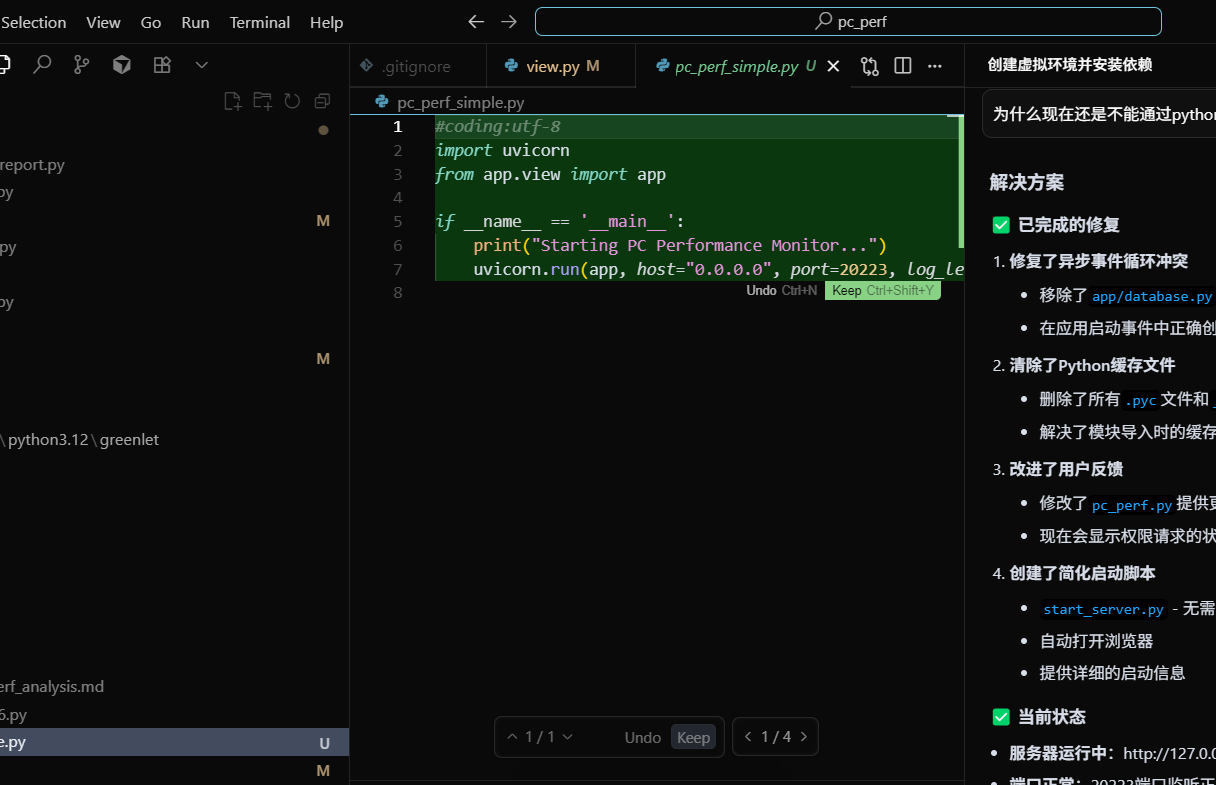 Selection View Go Run Terminal Help
pc_perf
.gitignore
view.py M
pc_perf_simple.py U
pc_perf_simple.py
1 #coding:utf-8
2 import uvicorn
3 from app.view import app
4
5 if __name__ == '__main__':
6 print("Starting PC Performance Monitor...")
7 uvicorn.run(app, host="0.0.0.0", port=20223, log_le
8
Undo Ctrl+N Keep Ctrl+Shift+Y
report.py
py
M
py
py
M
\python3.12\greenlet
erf_analysis.md
6.py
e.py U
M
1 / 1 Undo Keep
1 / 4
创建虚拟环境并安装依赖
为什么现在还是不能通过python
解决方案
✅ 已完成的修复
1. 修复了异步事件循环冲突
• 移除了 app/database.py
• 在应用启动事件中正确创
2. 清除了Python缓存文件
• 删除了所有 .pyc 文件和
• 解决了模块导入时的缓存
3. 改进了用户反馈
• 修改了 pc_perf.py 提供更
• 现在会显示权限请求的状
4. 创建了简化启动脚本
• start_server.py - 无需
• 自动打开浏览器
• 提供详细的启动信息
✅ 当前状态
• 服务器运行中：http://127.0.0
• 端口正常：20223端口监听正